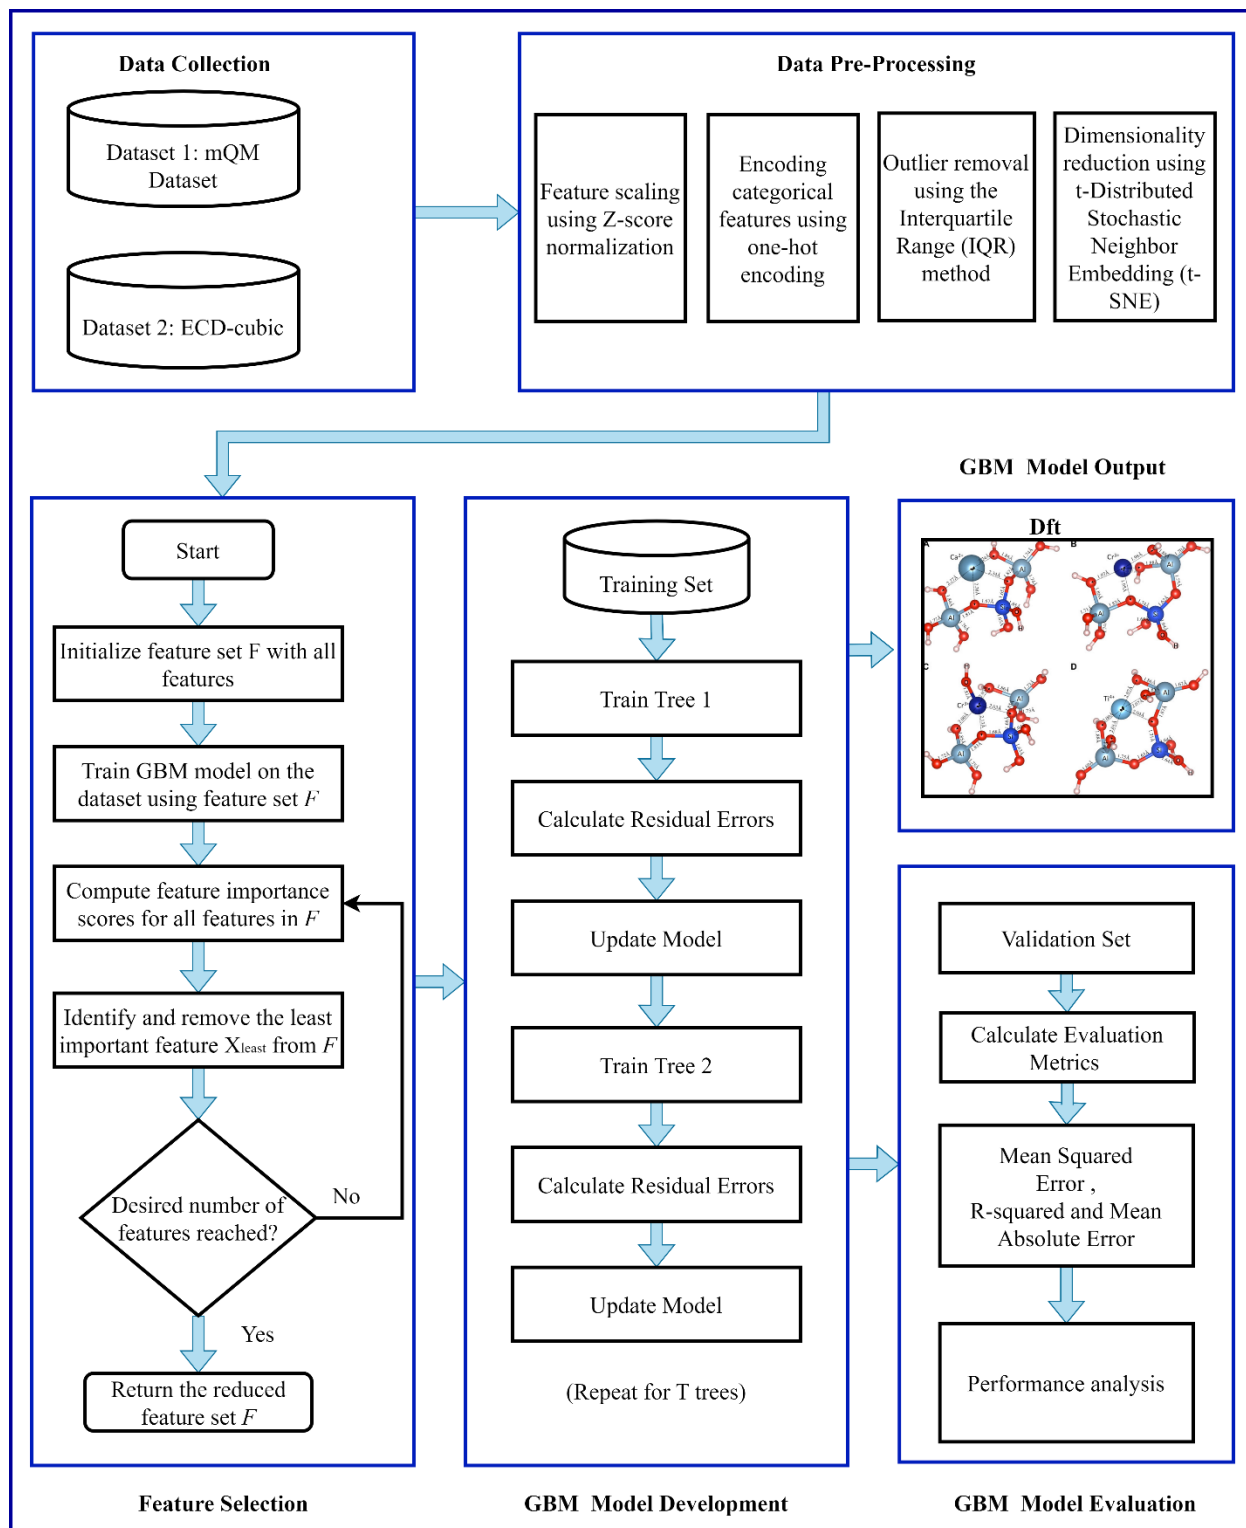 Data Collection
Dataset 1: mQM
Dataset
Dataset 2: ECD-cubic
Data Pre-Processing
Feature scaling
using Z-score
normalization
Encoding
categorical
features using
one-hot
encoding
Outlier removal
using the
Interquartile
Range (IQR)
method
Dimensionality
reduction using
t-Distributed
Stochastic
Neighbor
Embedding (t-
SNE)
Start
Initialize feature set F with all
features
Train GBM model on the
dataset using feature set F
Compute feature importance
scores for all features in F
Identify and remove the least
important feature Xleast from F
Desired number of
features reached?
No
Yes
Return the reduced
feature set F
Feature Selection
Training Set
Train Tree 1
Calculate Residual Errors
Update Model
Train Tree 2
Calculate Residual Errors
Update Model
(Repeat for T trees)
GBM Model Development
GBM Model Output
Dft
A
B
Al
Al
C
D
Al
Al
Al
Al
H
H
H
H
Validation Set
Calculate Evaluation
Metrics
Mean Squared
Error ,
R-squared and Mean
Absolute Error
Performance analysis
GBM Model Evaluation